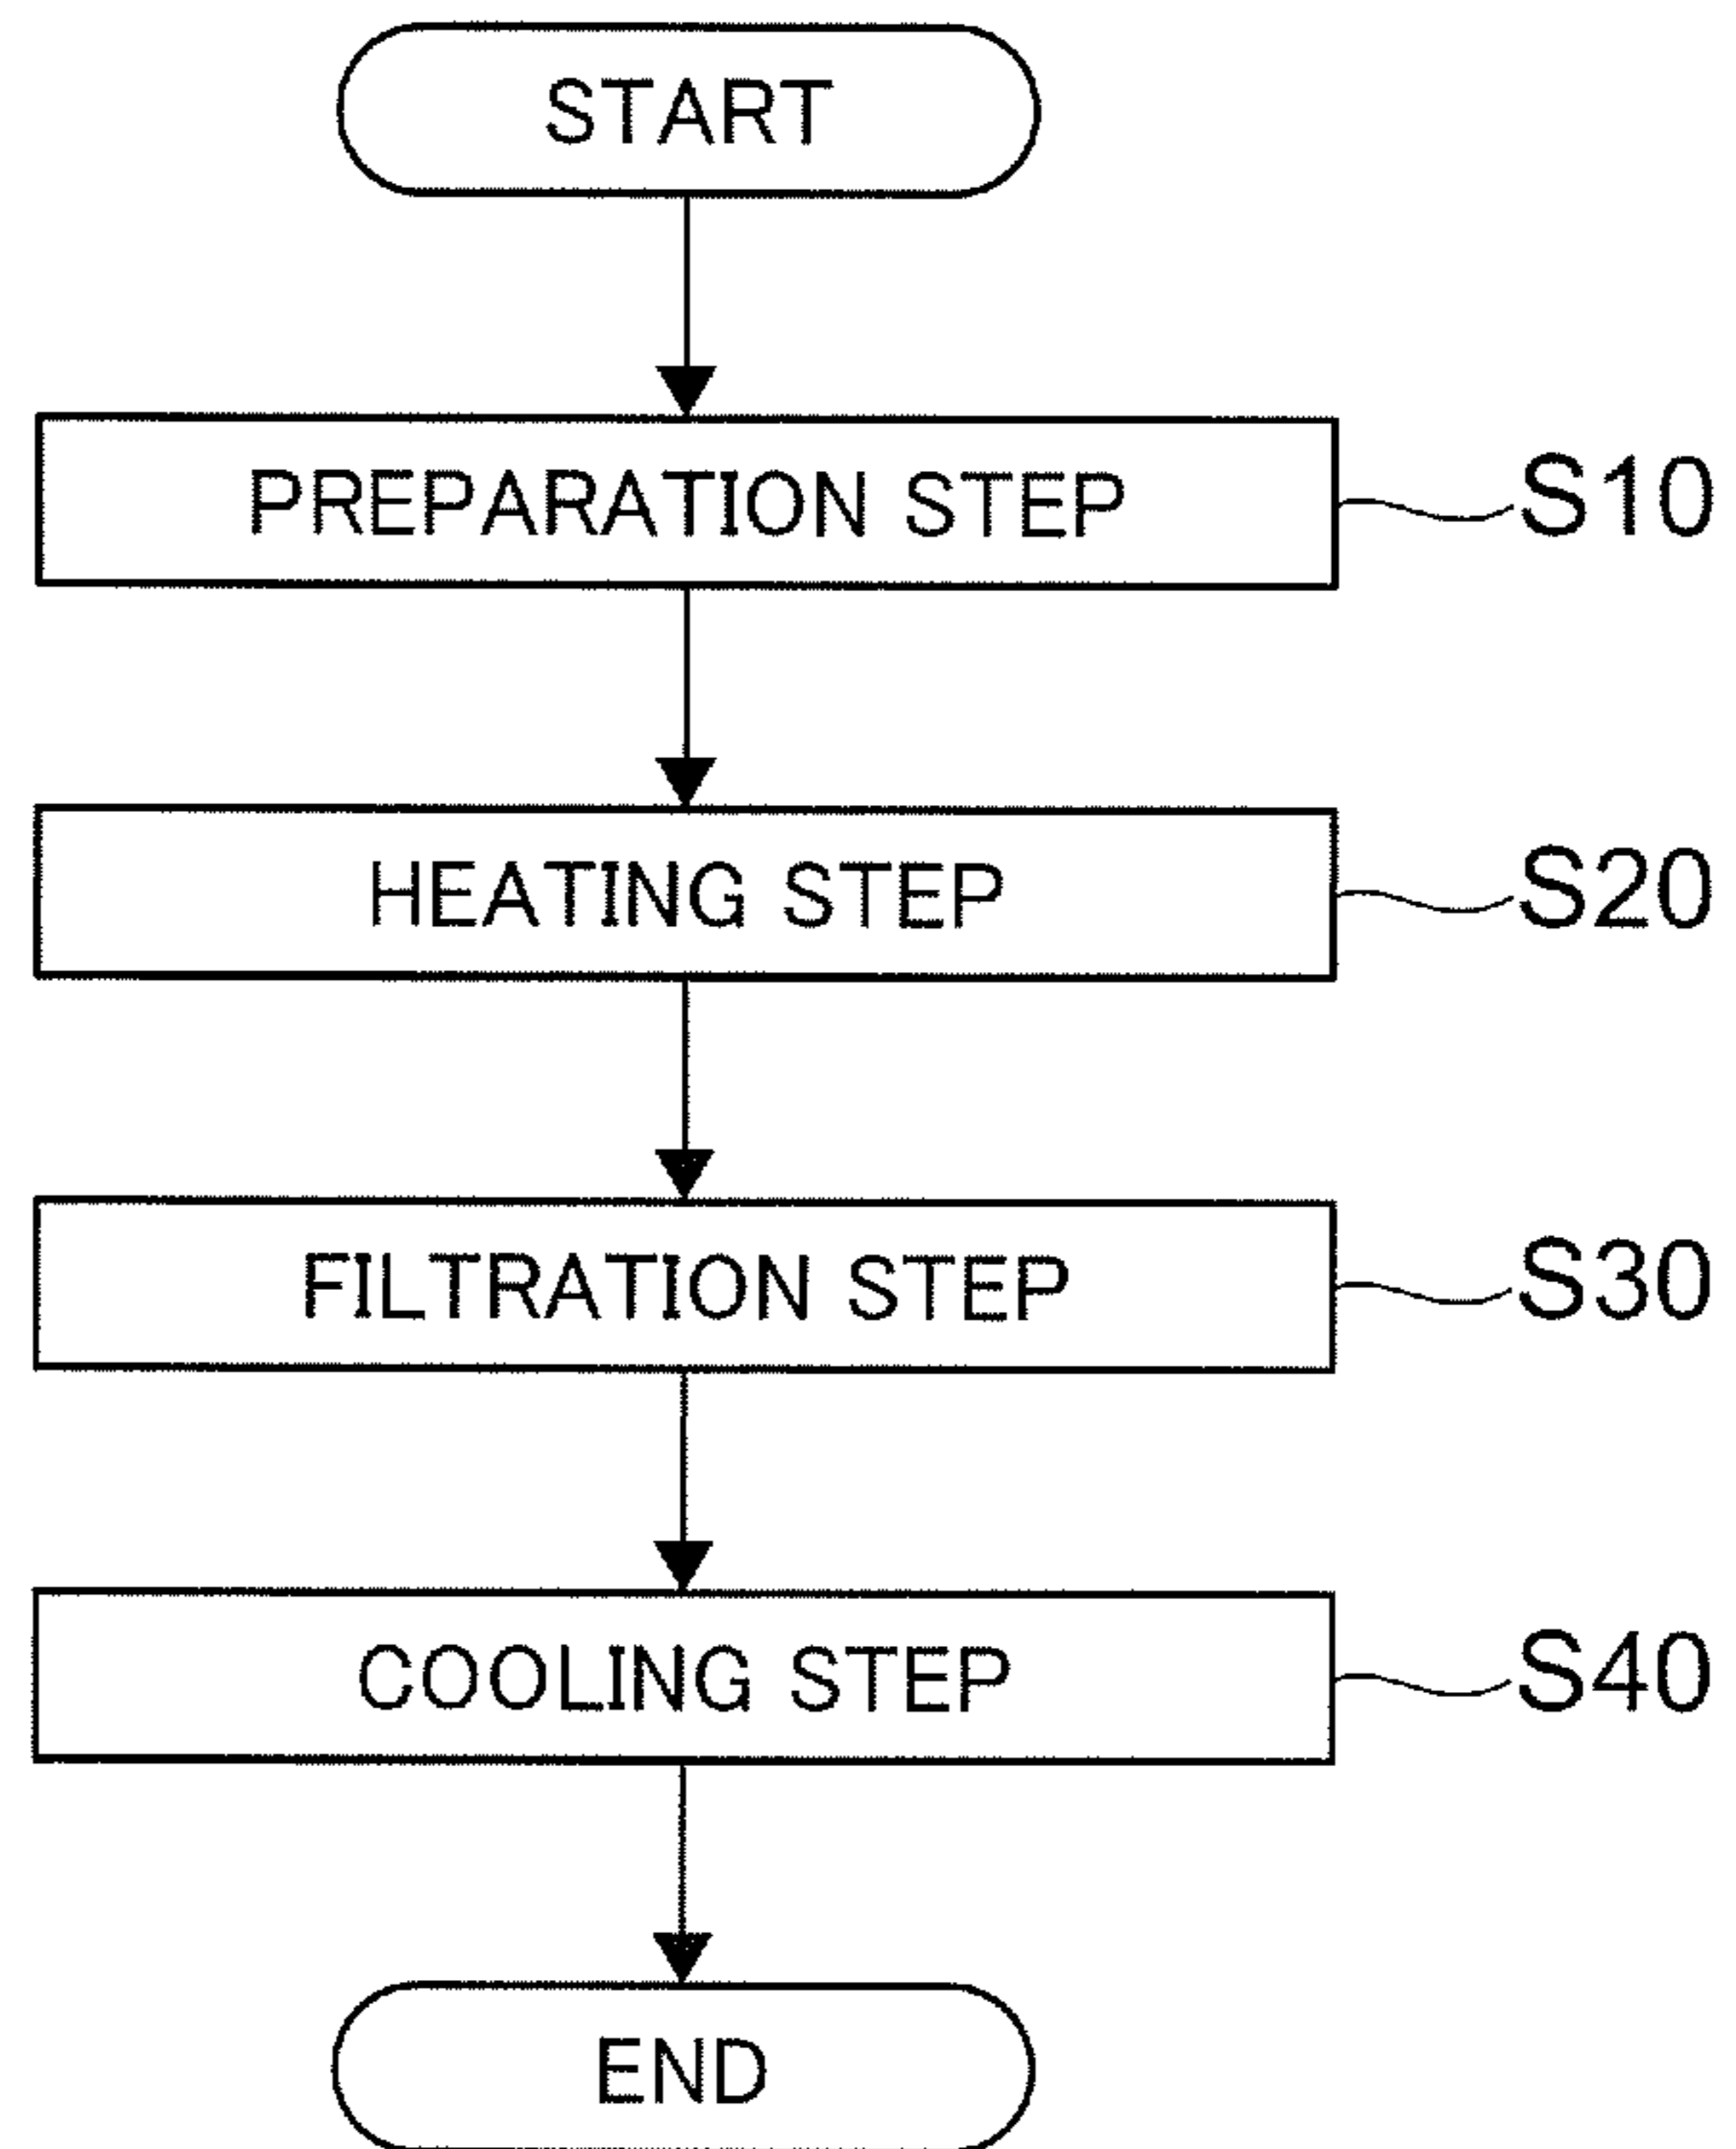 START
PREPARATION STEP S10
HEATING STEP S20
FILTRATION STEP S30
COOLING STEP S40
END